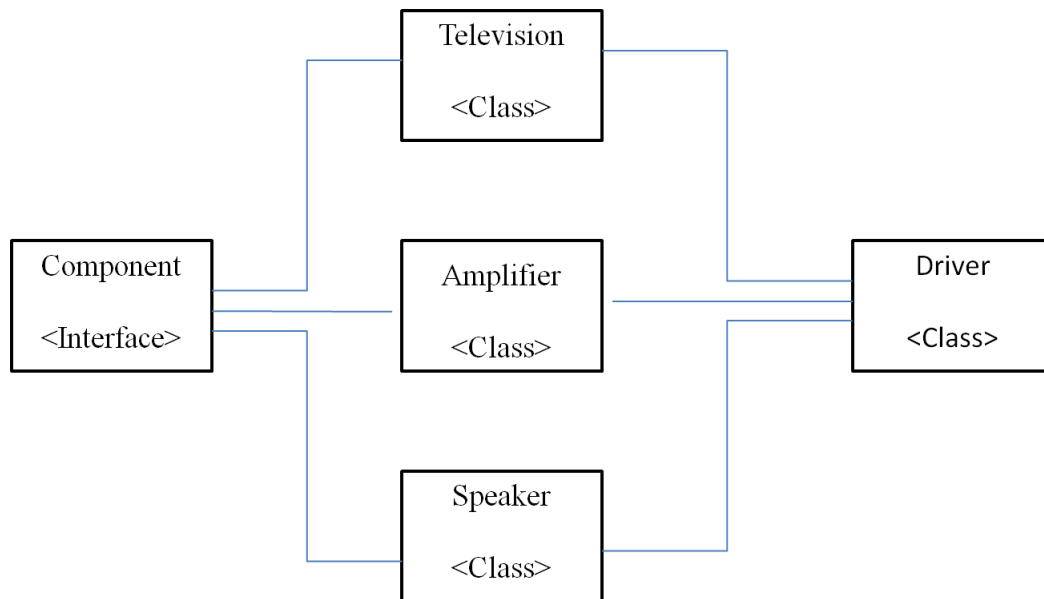 Television
<Class>
Component
<Interface>
Amplifier
<Class>
Driver
<Class>
Speaker
<Class>